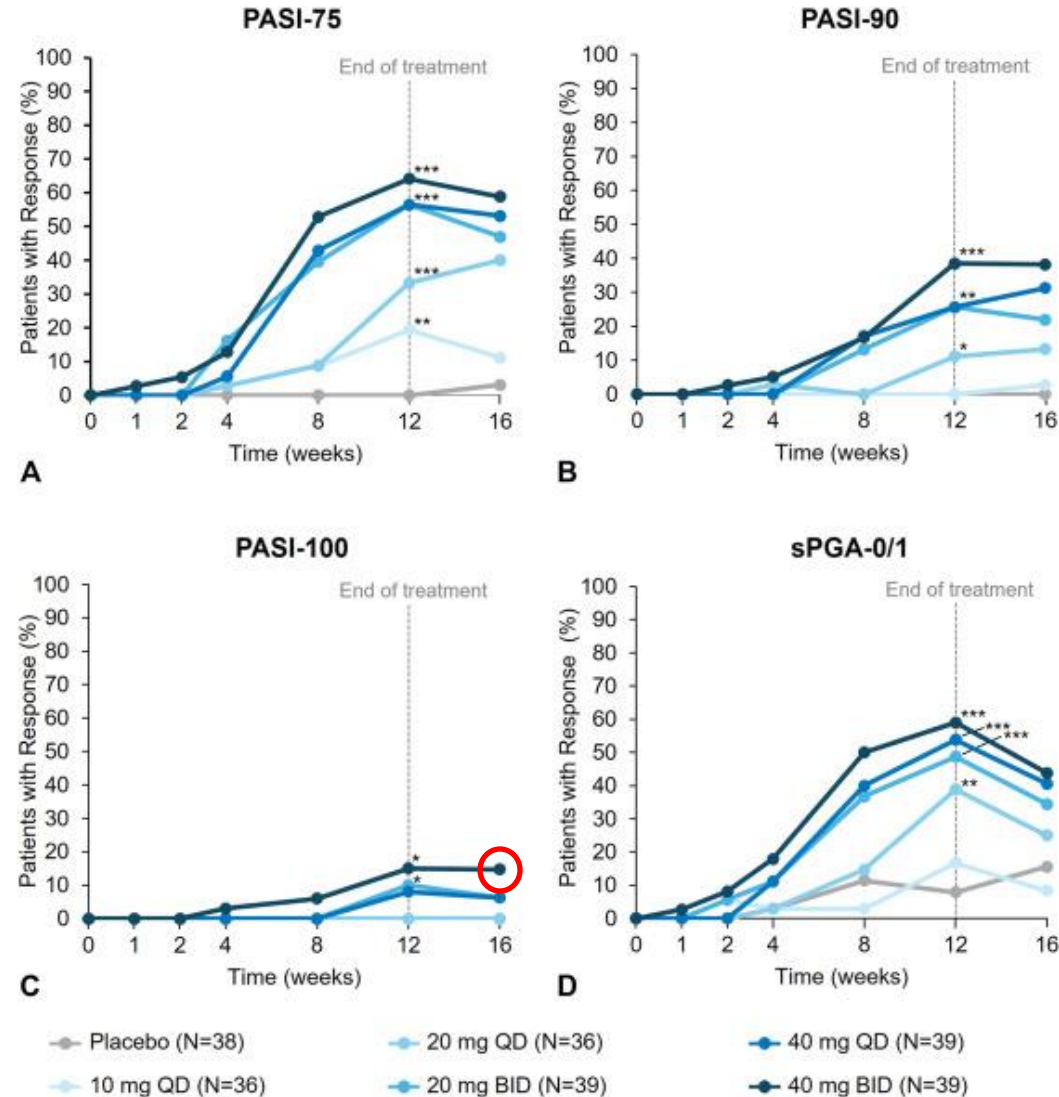 PASI-75
PASI-90
100
90
80
70
60
50
40
30
20
10
0
Patients with Response (%)
End of treatment
***
***
***
**
0 1 2 4 8 12 16
Time (weeks)
A
100
90
80
70
60
50
40
30
20
10
0
Patients with Response (%)
End of treatment
***
**
*
0 1 2 4 8 12 16
Time (weeks)
B
PASI-100
sPGA-0/1
100
90
80
70
60
50
40
30
20
10
0
Patients with Response (%)
End of treatment
*
*
0 1 2 4 8 12 16
Time (weeks)
C
100
90
80
70
60
50
40
30
20
10
0
Patients with Response (%)
End of treatment
***
***
***
**
0 1 2 4 8 12 16
Time (weeks)
D
Placebo (N=38)
20 mg QD (N=36)
40 mg QD (N=39)
10 mg QD (N=36)
20 mg BID (N=39)
40 mg BID (N=39)